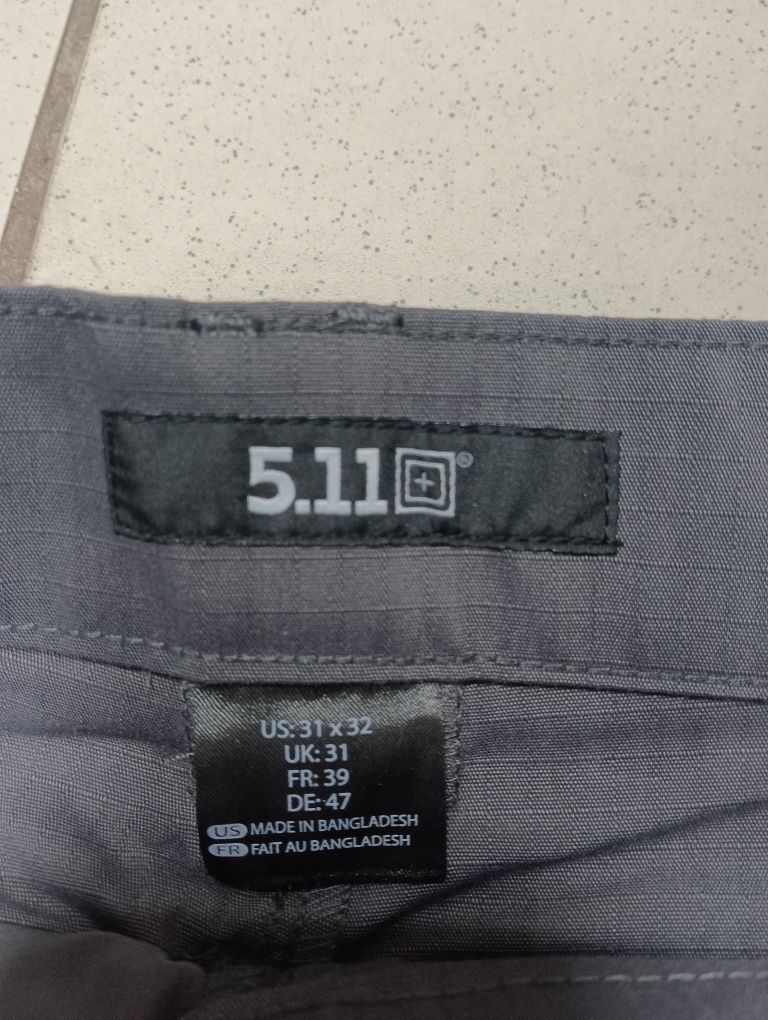 5.11®
US: 31 x 32
UK: 31
FR: 39
DE: 47
US MADE IN BANGLADESH
FR FAIT AU BANGLADESH